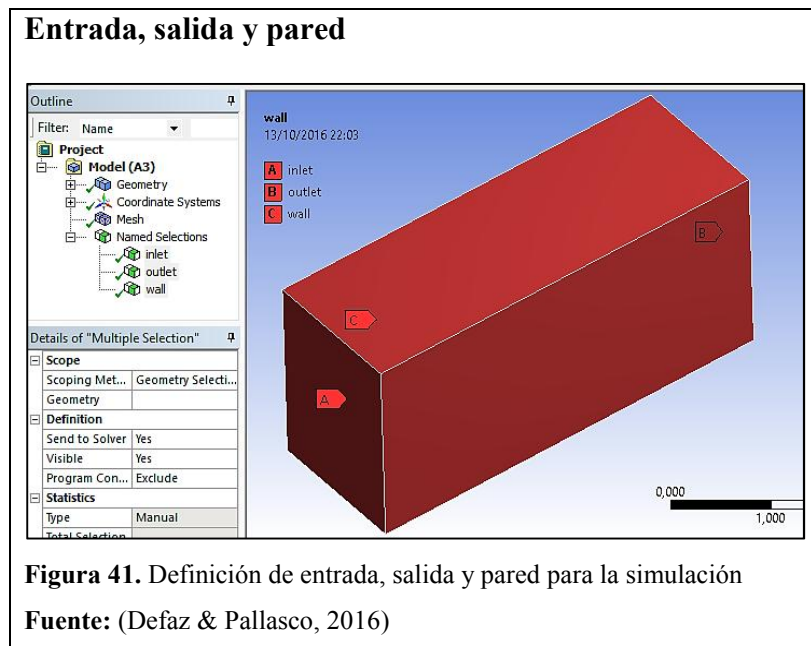 Entrada, salida y pared
Outline
Filter: Name
Project
Model (A3)
Geometry
Coordinate Systems
Mesh
Named Selections
inlet
outlet
wall
Details of "Multiple Selection"
Scope
Scoping Met... Geometry Selecti...
Geometry
Definition
Send to Solver Yes
Visible Yes
Program Con... Exclude
Statistics
Type Manual
Total Selection
wall
13/10/2016 22:03
A inlet
B outlet
C wall
C
A
B
0,000
1,000
Figura 41. Definición de entrada, salida y pared para la simulación
Fuente: (Defaz & Pallasco, 2016)